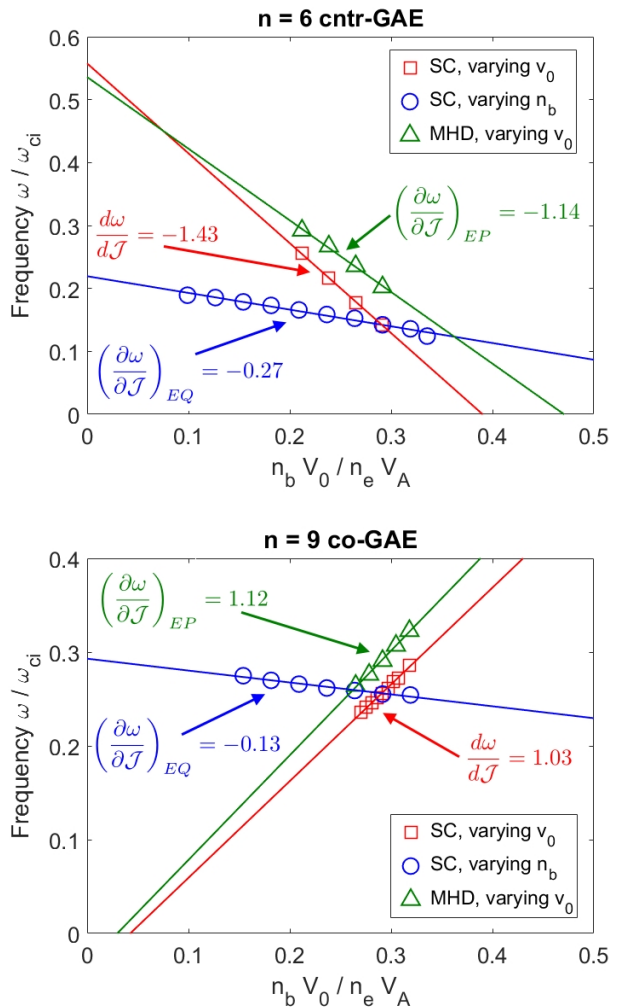 n = 6 cntr-GAE
Frequency ω / ω_ci
0.6
0.5
0.4
0.3
0.2
0.1
0
□ SC, varying v_0
○ SC, varying n_b
△ MHD, varying v_0
dω/d𝒥 = −1.43
(∂ω/∂𝒥)_EP = −1.14
(∂ω/∂𝒥)_EQ = −0.27
0 0.1 0.2 0.3 0.4 0.5
n_b V_0 / n_e V_A
n = 9 co-GAE
Frequency ω / ω_ci
0.4
0.3
0.2
0.1
0
(∂ω/∂𝒥)_EP = 1.12
(∂ω/∂𝒥)_EQ = −0.13
dω/d𝒥 = 1.03
□ SC, varying v_0
○ SC, varying n_b
△ MHD, varying v_0
0 0.1 0.2 0.3 0.4 0.5
n_b V_0 / n_e V_A